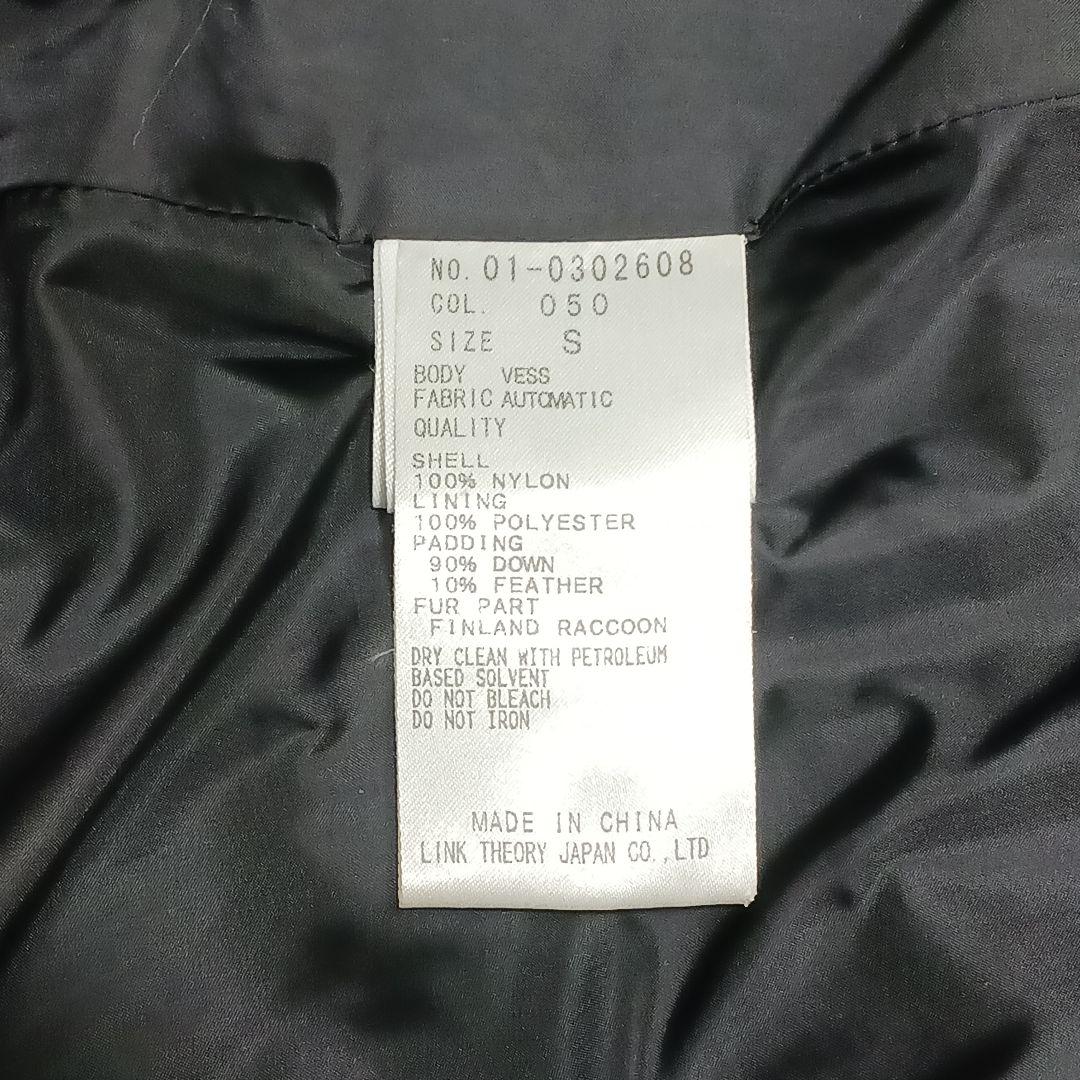 NO. 01-0302608
COL. 050
SIZE S
BODY VESS
FABRIC AUTOMATIC
QUALITY
SHELL
100% NYLON
LINING
100% POLYESTER
PADDING
90% DOWN
10% FEATHER
FUR PART
FINLAND RACCOON
DRY CLEAN WITH PETROLEUM
BASED SOLVENT
DO NOT BLEACH
DO NOT IRON
MADE IN CHINA
LINK THEORY JAPAN CO.,LTD